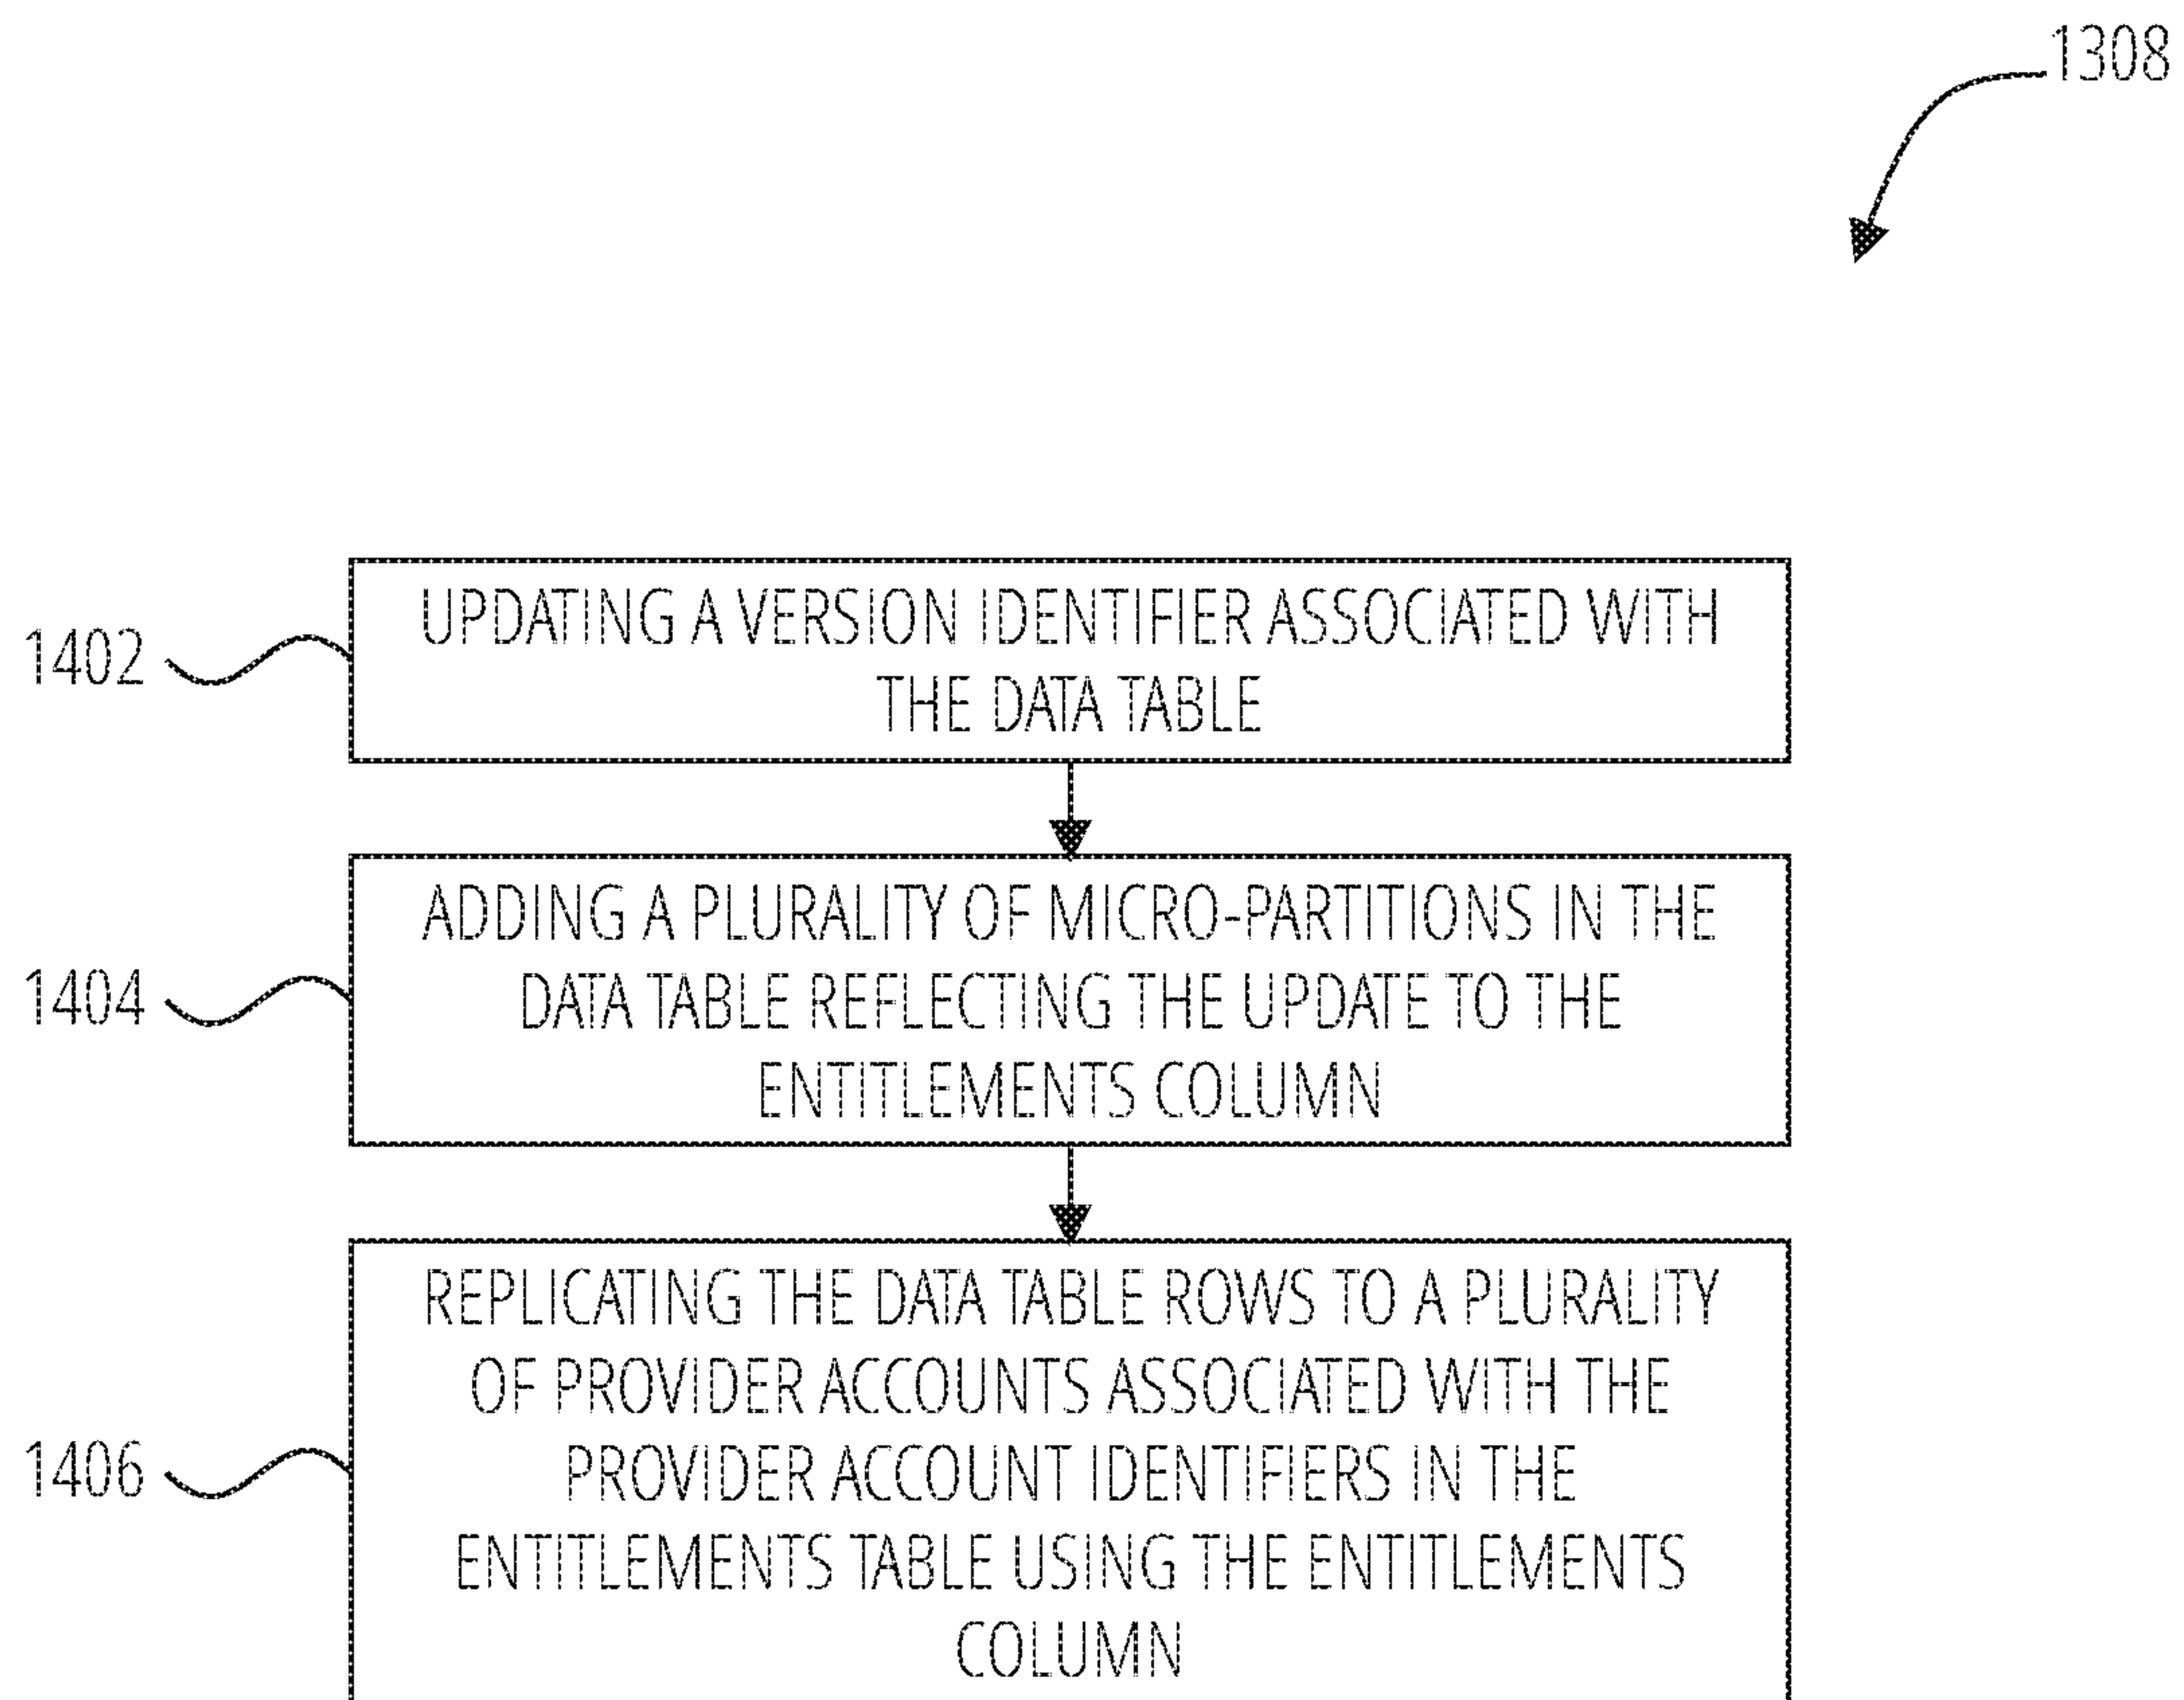 1308
1402
UPDATING A VERSION IDENTIFIER ASSOCIATED WITH
THE DATA TABLE
1404
ADDING A PLURALITY OF MICRO-PARTITIONS IN THE
DATA TABLE REFLECTING THE UPDATE TO THE
ENTITLEMENTS COLUMN
1406
REPLICATING THE DATA TABLE ROWS TO A PLURALITY
OF PROVIDER ACCOUNTS ASSOCIATED WITH THE
PROVIDER ACCOUNT IDENTIFIERS IN THE
ENTITLEMENTS TABLE USING THE ENTITLEMENTS
COLUMN